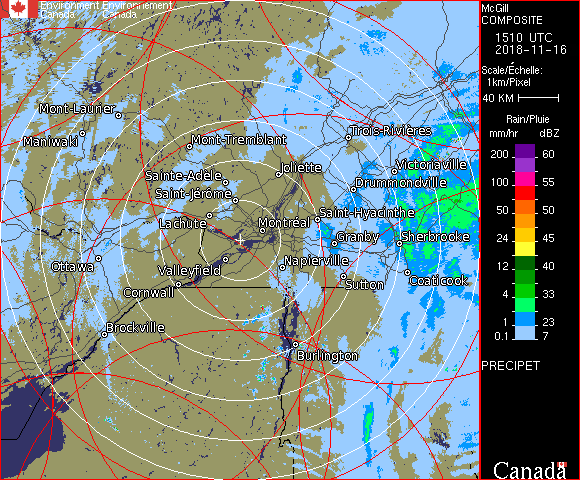 Environment Environnement
Canada Canada
McGill
COMPOSITE
1510 UTC
2018-11-16
Scale/Échelle:
1km/Pixel
40 KM
Rain/Pluie
mm/hr dBZ
200 60
100 55
50 50
24 45
12 40
4 33
1 23
0.1 7
PRECIPET
Canada
Mont-Laurier
Maniwaki
Mont-Tremblant
Trois-Rivières
Joliette
Victoriaville
Sainte-Adèle
Drummondville
Saint-Jérôme
Lachute
Saint-Hyacinthe
Montréal
Granby
Sherbrooke
Ottawa
Valleyfield
Napierville
Cornwall
Sutton
Coaticook
Brockville
Burlington